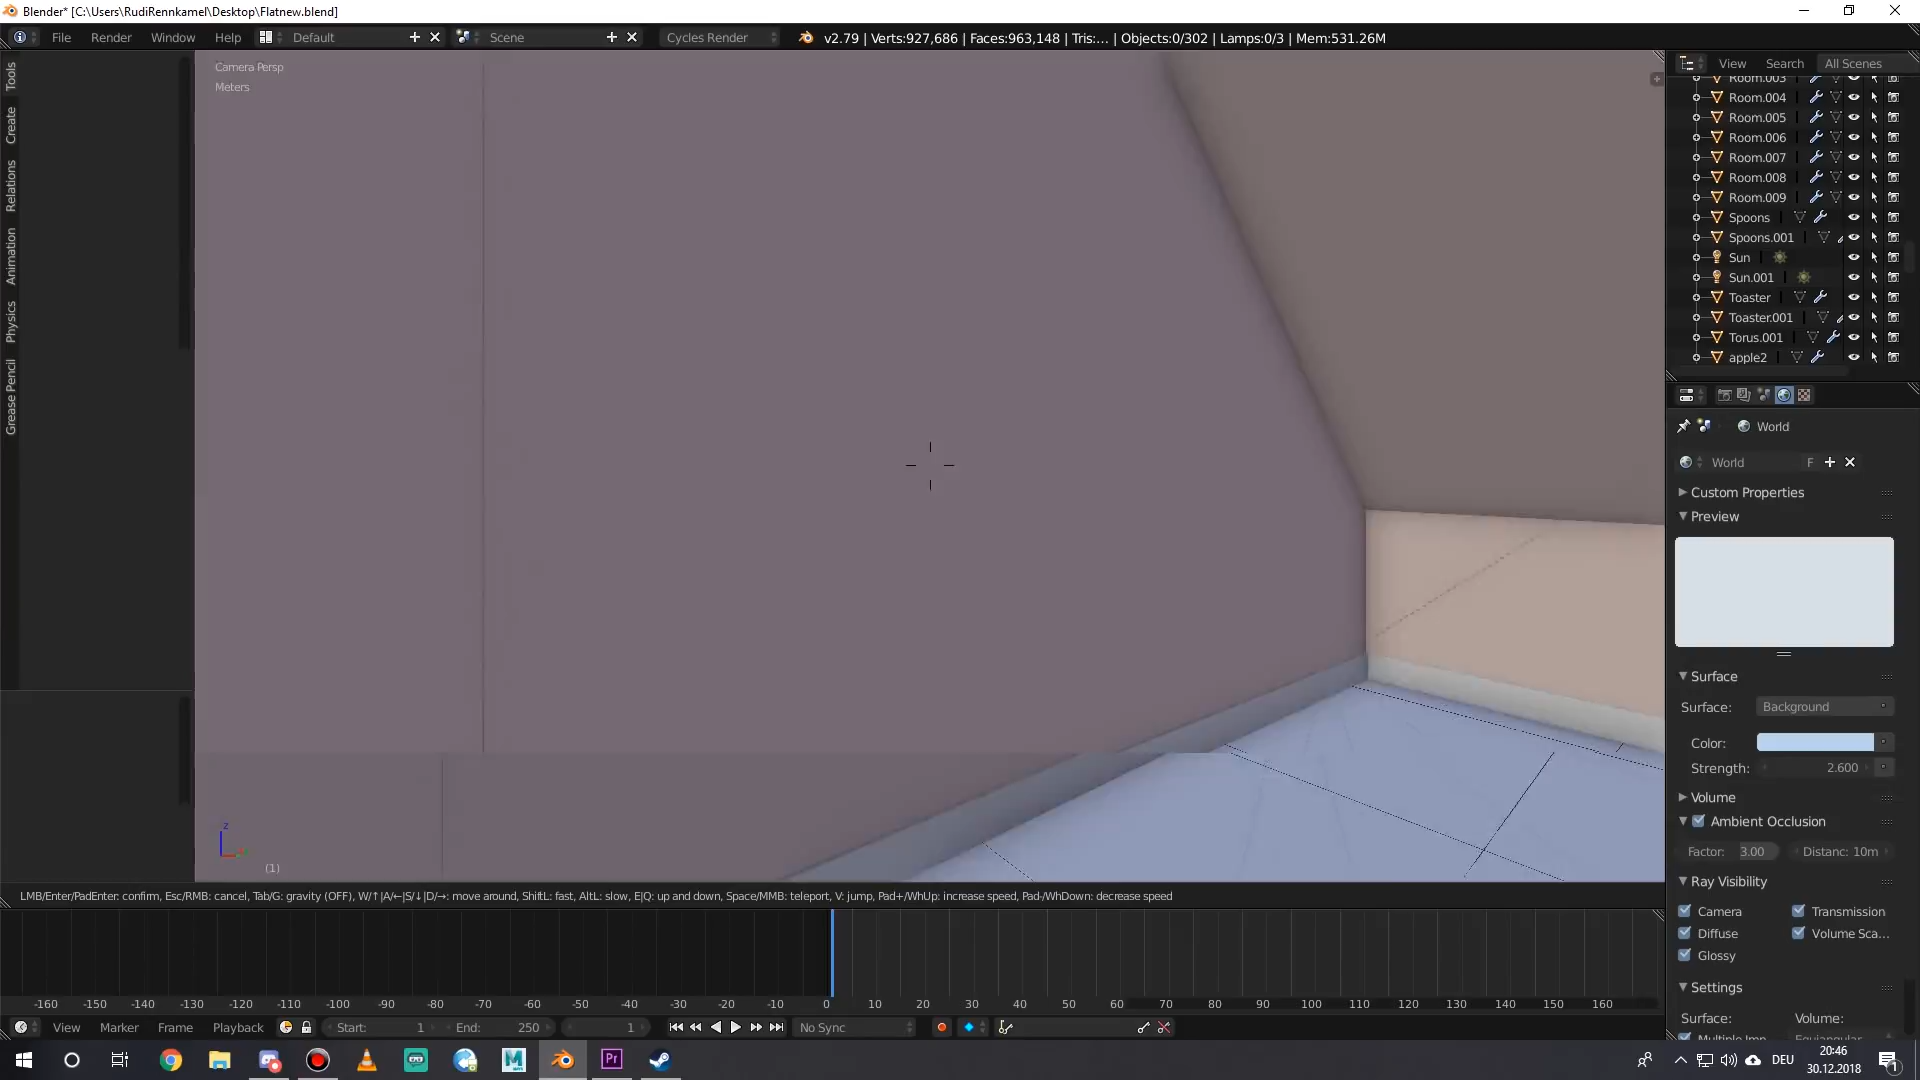 Blender* [C:\Users\RudiRennkamel\Desktop\Flatnew.blend]
File Render Window Help Default Scene Cycles Render v2.79 | Verts:927,686 | Faces:963,148 | Tris:... | Objects:0/302 | Lamps:0/3 | Mem:531.26M
View Search All Scenes
Camera Persp
Meters
Tools
Create
Relations
Animation
Physics
Grease Pencil
Room.003
Room.004
Room.005
Room.006
Room.007
Room.008
Room.009
Spoons
Spoons.001
Sun
Sun.001
Toaster
Toaster.001
Torus.001
apple2
World
World F
Custom Properties
Preview
Surface
Surface: Background
Color:
Strength: 2.600
Volume
Ambient Occlusion
Factor: 3.00 Distanc: 10m
Ray Visibility
Camera Transmission
Diffuse Volume Sca...
Glossy
Settings
Surface: Volume:
Multiple Imp Equiangular
z
(1)
LMB/Enter/PadEnter: confirm, Esc/RMB: cancel, Tab/G: gravity (OFF), W/↑|A/←|S/↓|D/→: move around, ShiftL: fast, AltL: slow, E|Q: up and down, Space/MMB: teleport, V: jump, Pad+/WhUp: increase speed, Pad-/WhDown: decrease speed
-160 -150 -140 -130 -120 -110 -100 -90 -80 -70 -60 -50 -40 -30 -20 -10 0 10 20 30 40 50 60 70 80 90 100 110 120 130 140 150 160
View Marker Frame Playback Start: 1 End: 250 1 No Sync
Pr
DEU
20:46
30.12.2018
1